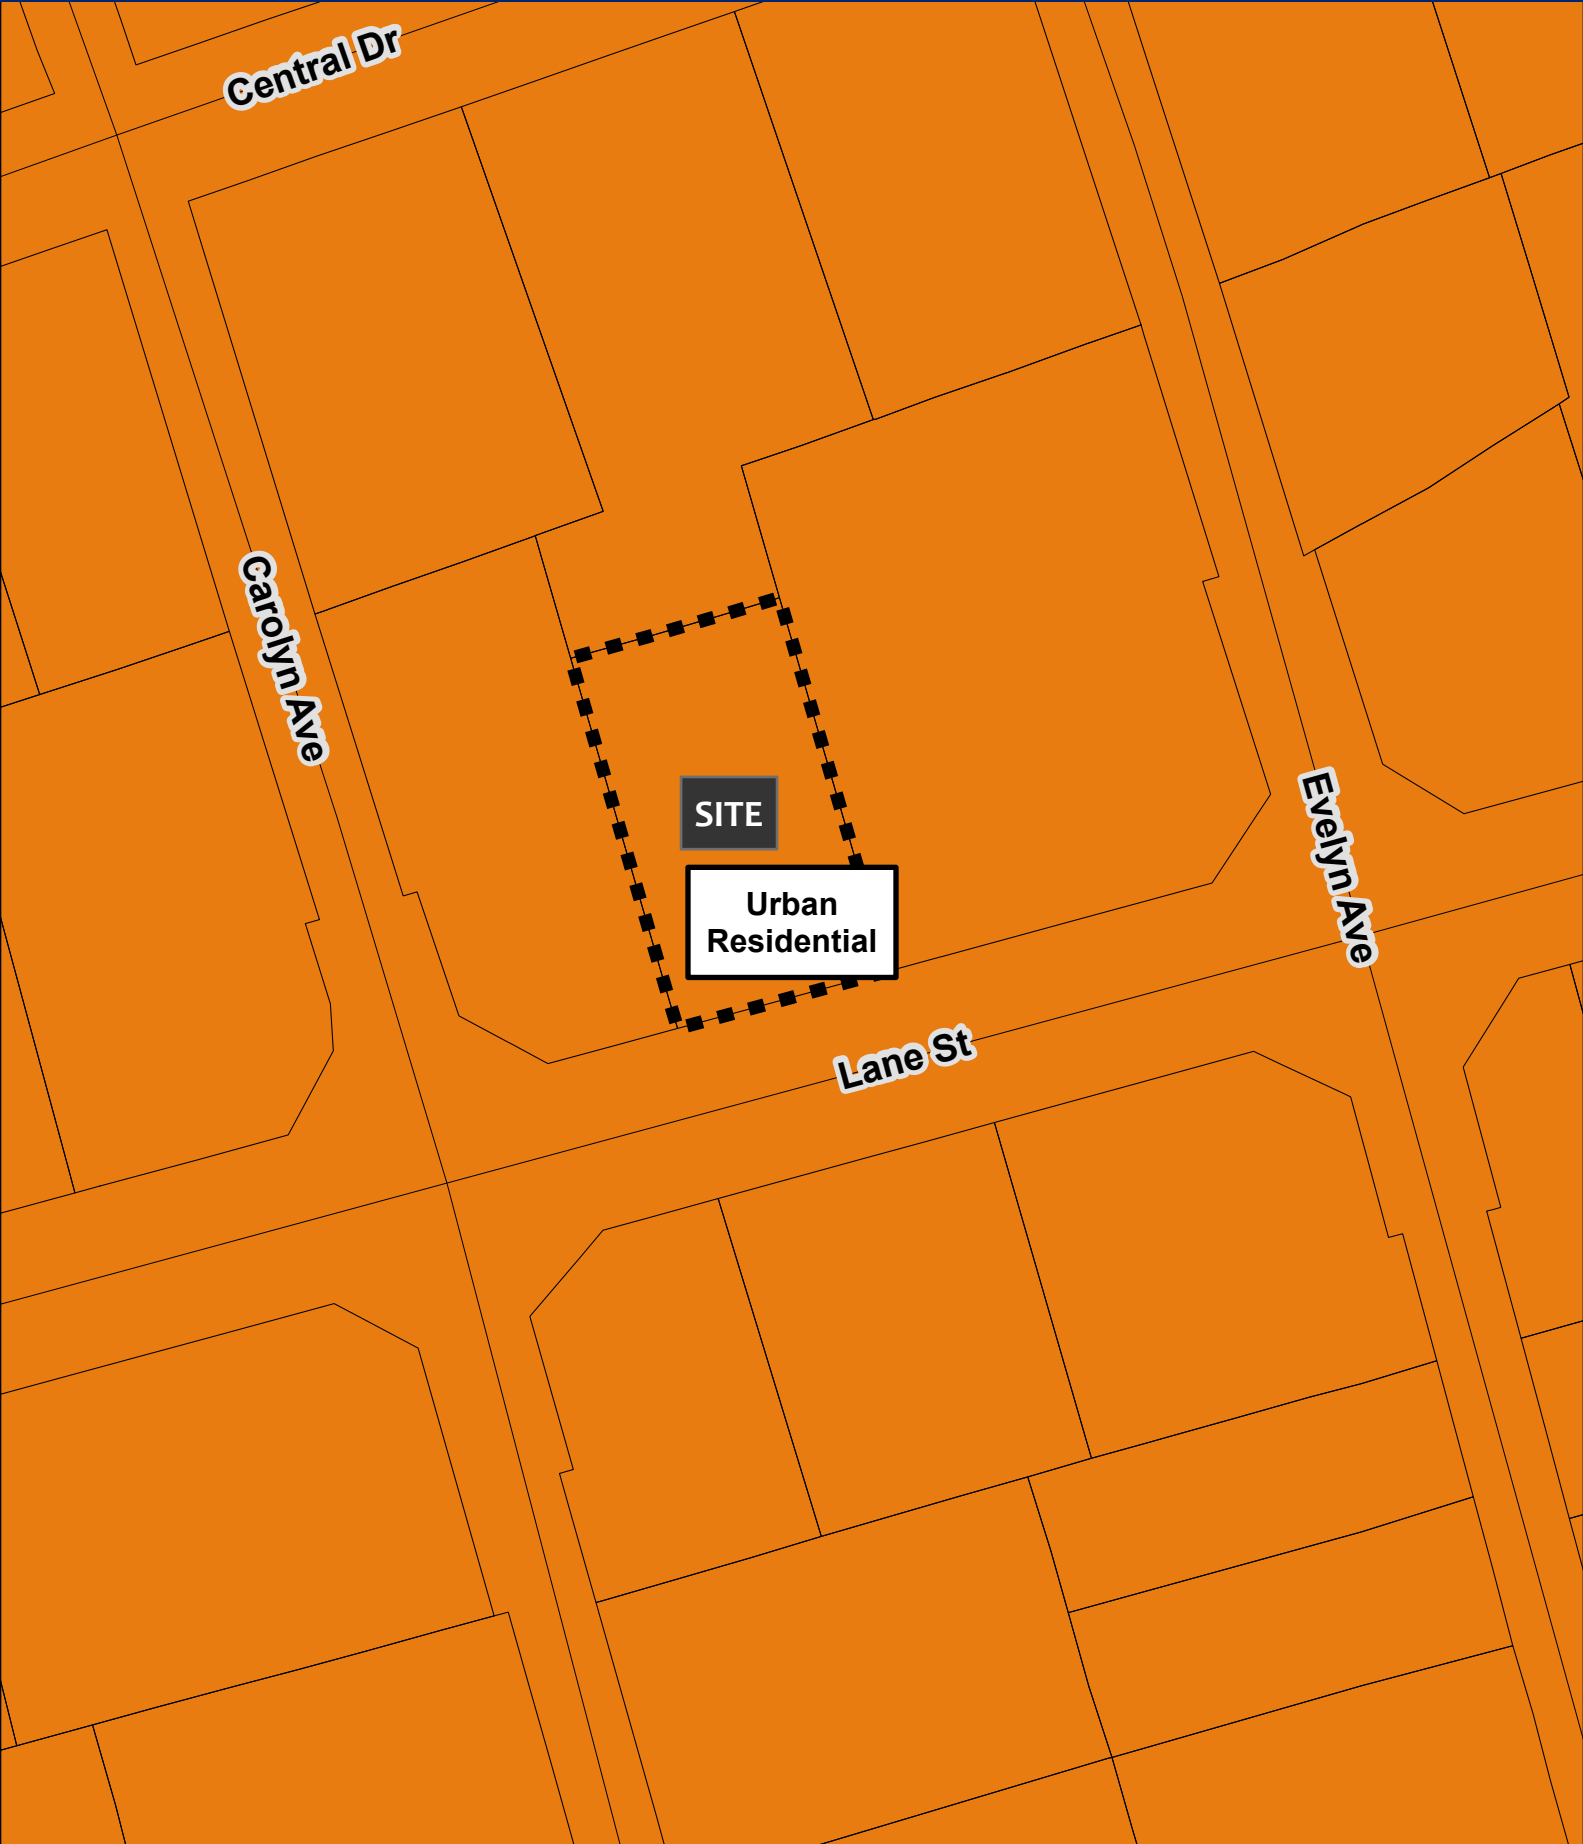 Central Dr
Carolyn Ave
SITE
Evelyn Ave
Urban
Residential
Lane St